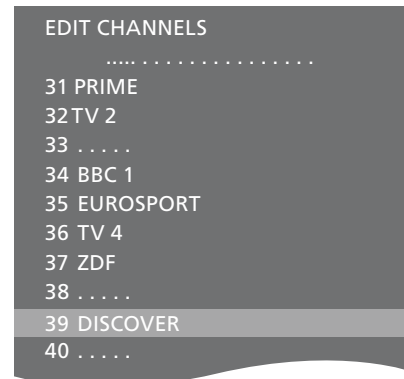 EDIT CHANNELS
..... . . . . . . . . . . . . . . .
31 PRIME
32 TV 2
33 . . . . .
34 BBC 1
35 EUROSPORT
36 TV 4
37 ZDF
38 . . . . .
39 DISCOVER
40 . . . . .